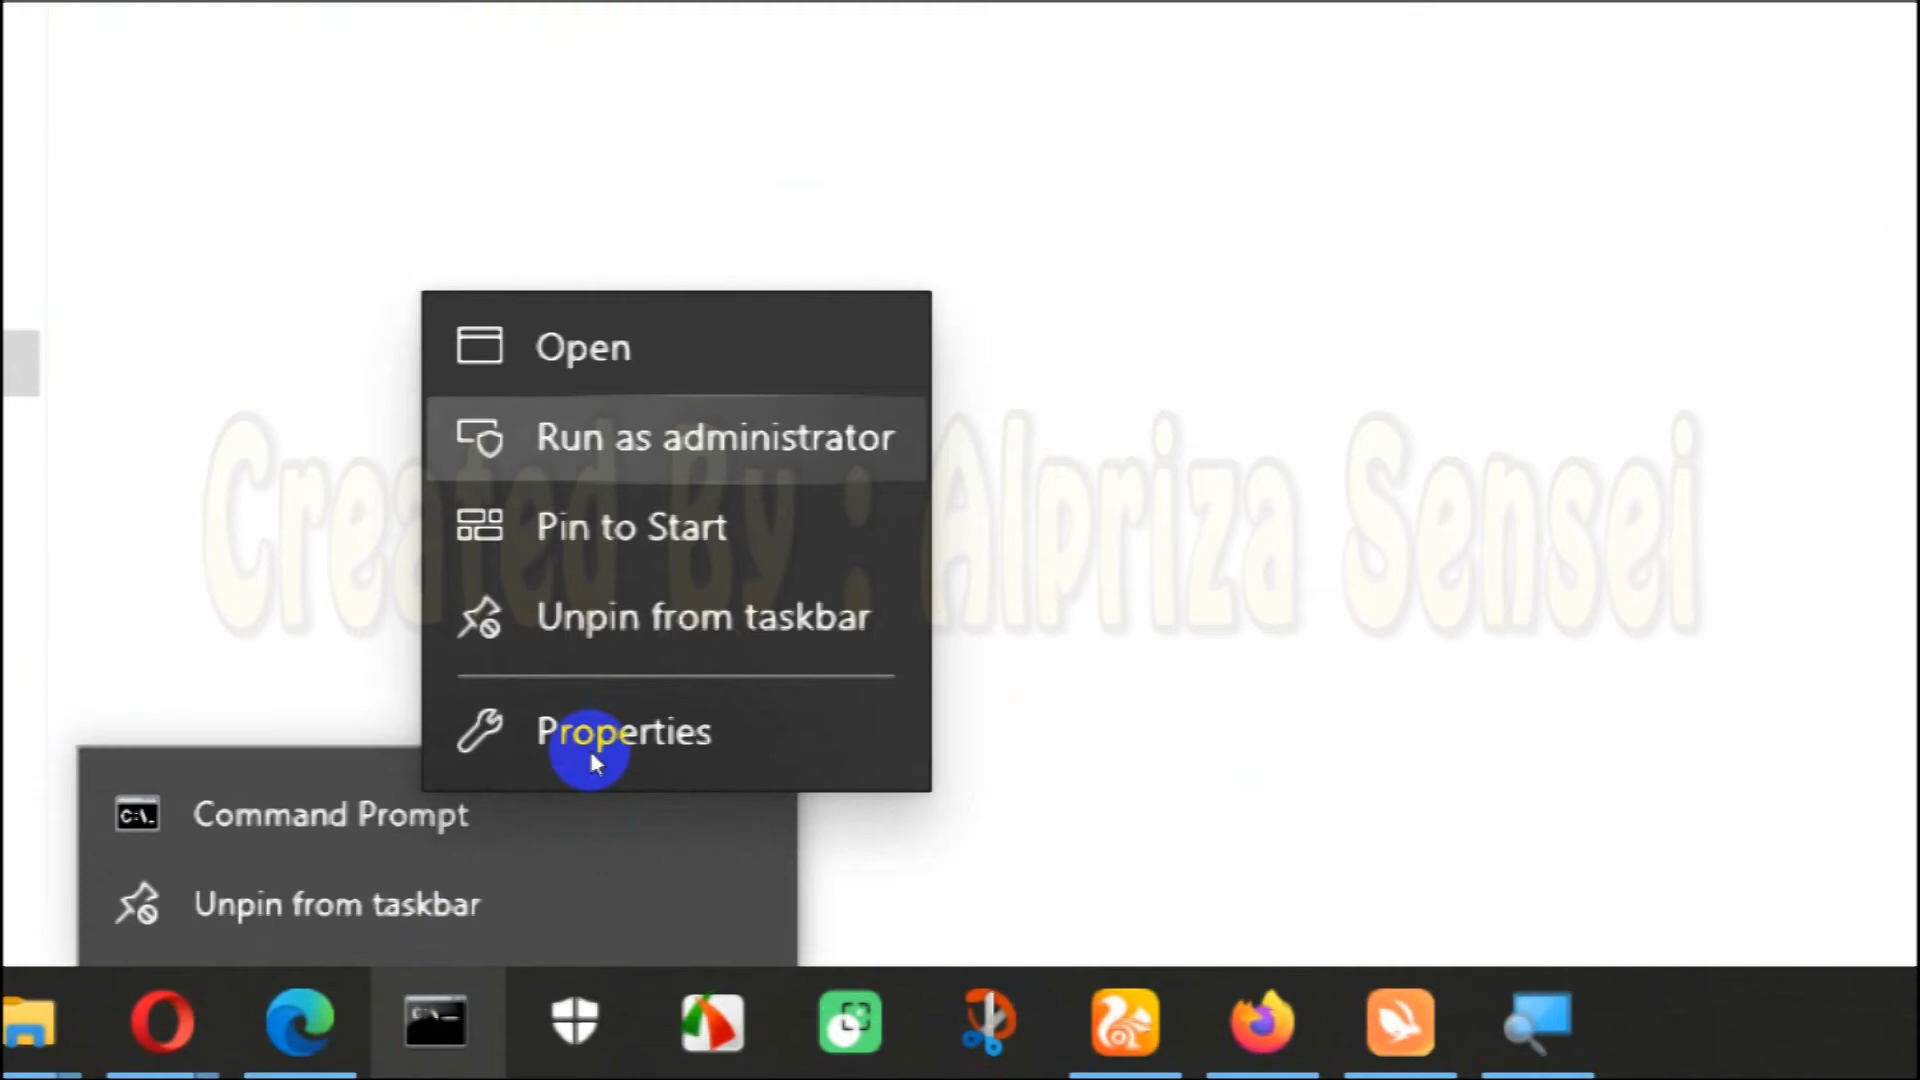 Open
Run as administrator
Pin to Start
Unpin from taskbar
Properties
Created By : Alpriza Sensei
Command Prompt
Unpin from taskbar
C:\_
C:\_